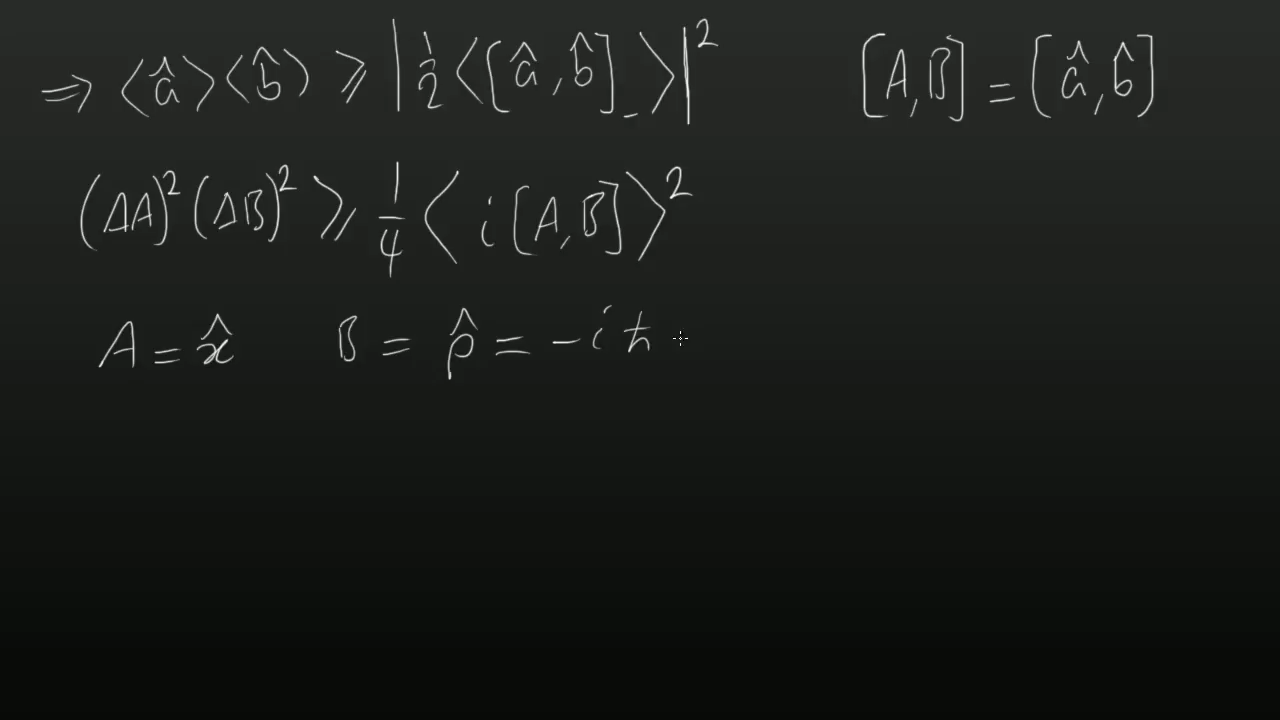 ⇒ ⟨â⟩⟨b̂⟩ ⩾ |½⟨[â, b̂]_⟩|² [A, B] = [â, b̂]
(ΔA)² (ΔB)² ⩾ ¼ ⟨ i [A, B] ⟩²
A = x̂ B = p̂ = -iħ